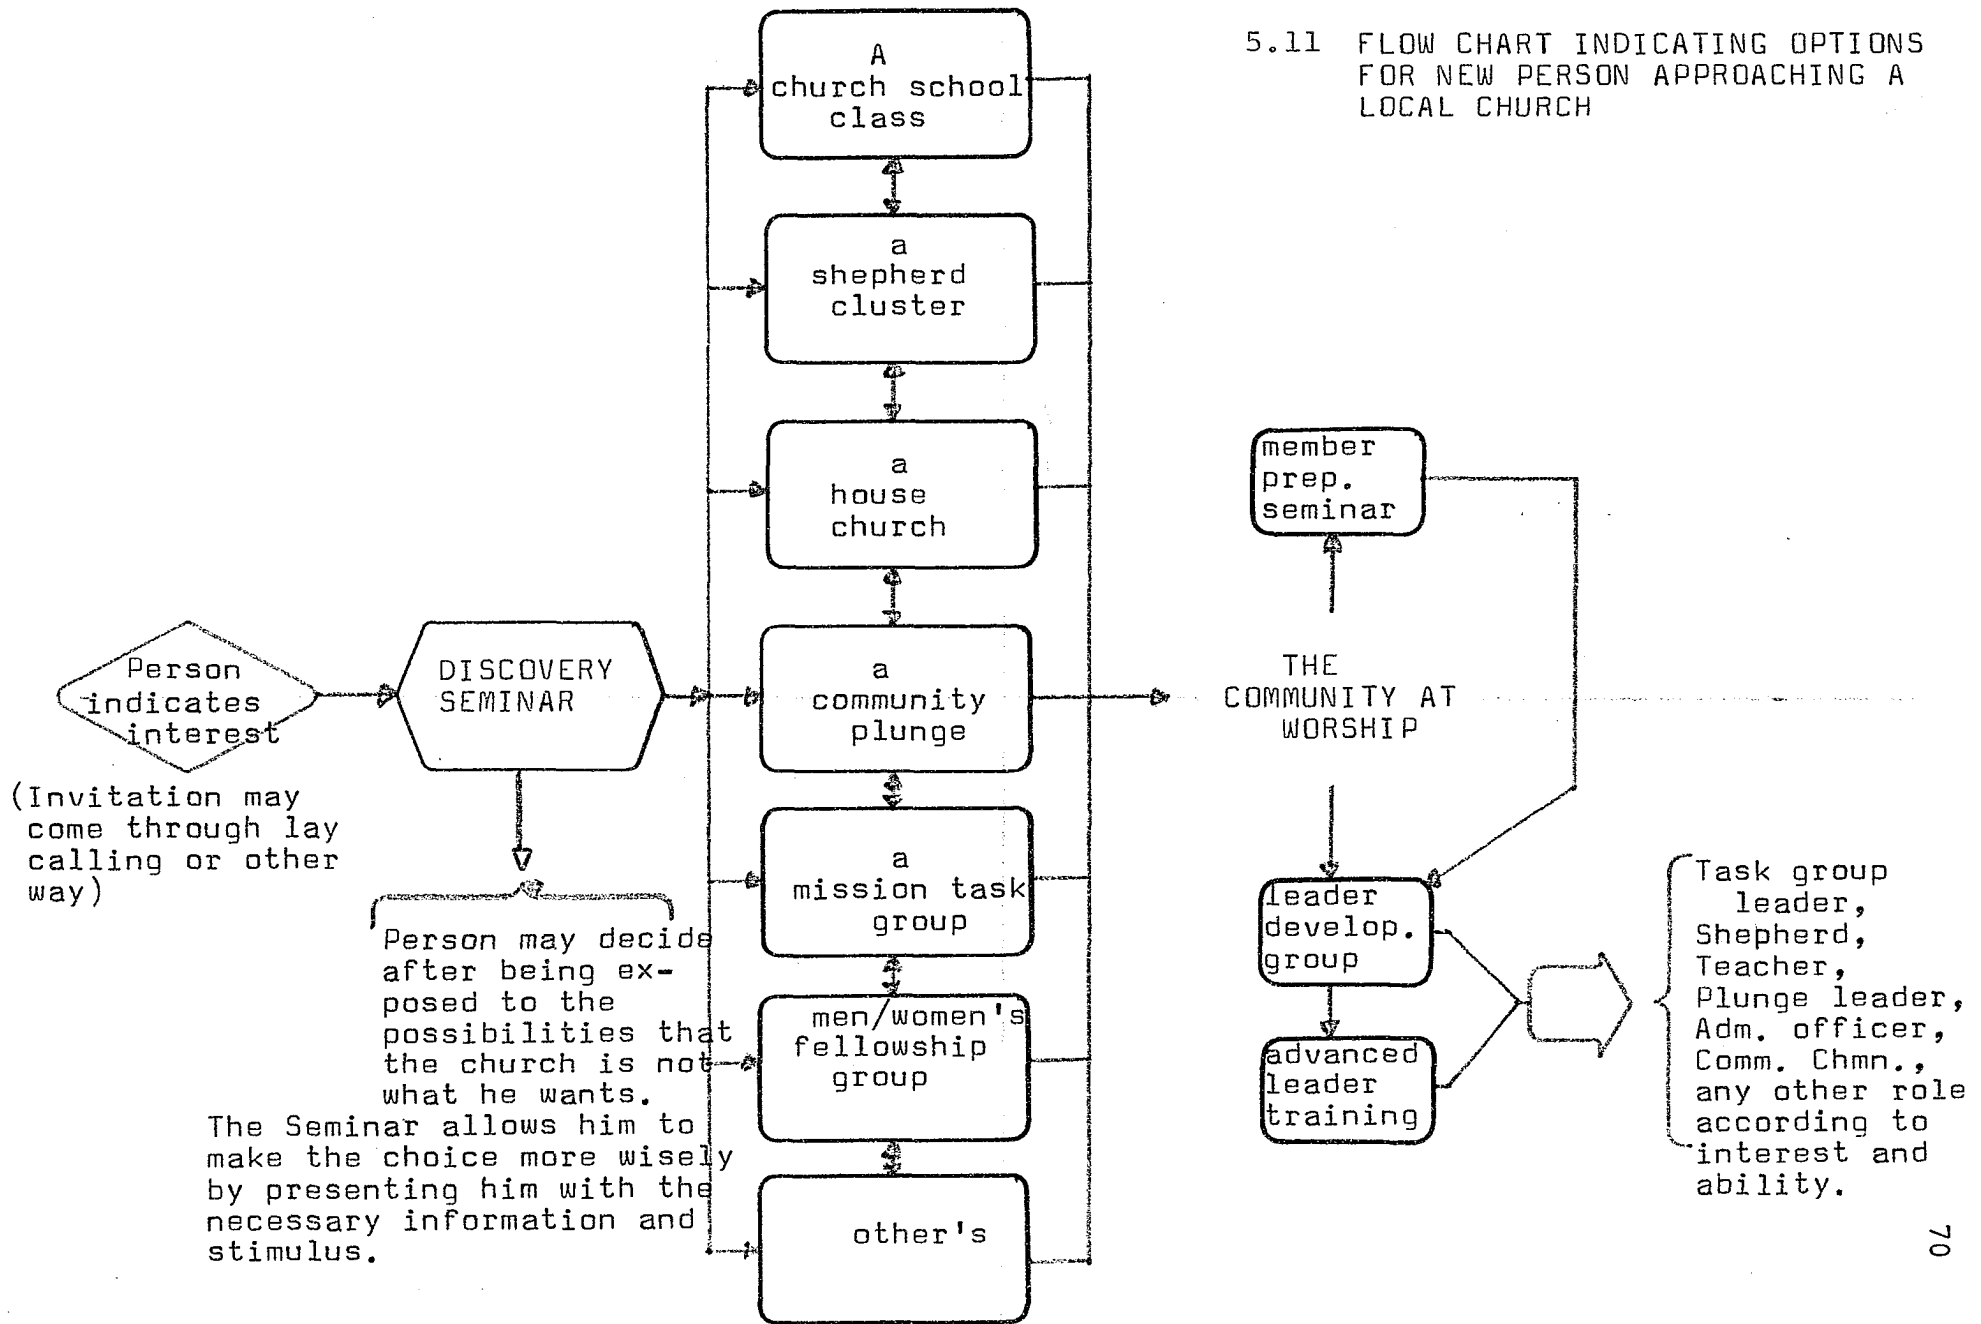 5.11 FLOW CHART INDICATING OPTIONS
FOR NEW PERSON APPROACHING A
LOCAL CHURCH
Person
indicates
interest
(Invitation may
come through lay
calling or other
way)
DISCOVERY
SEMINAR
Person may decide
after being ex-
posed to the
possibilities that
the church is not
what he wants.
The Seminar allows him to
make the choice more wisely
by presenting him with the
necessary information and
stimulus.
A
church school
class
a
shepherd
cluster
a
house
church
a
community
plunge
a
mission task
group
men/women's
fellowship
group
other's
THE
COMMUNITY AT
WORSHIP
member
prep.
seminar
leader
develop.
group
advanced
leader
training
Task group
leader,
Shepherd,
Teacher,
Plunge leader,
Adm. officer,
Comm. Chmn.,
any other role
according to
interest and
ability.
70